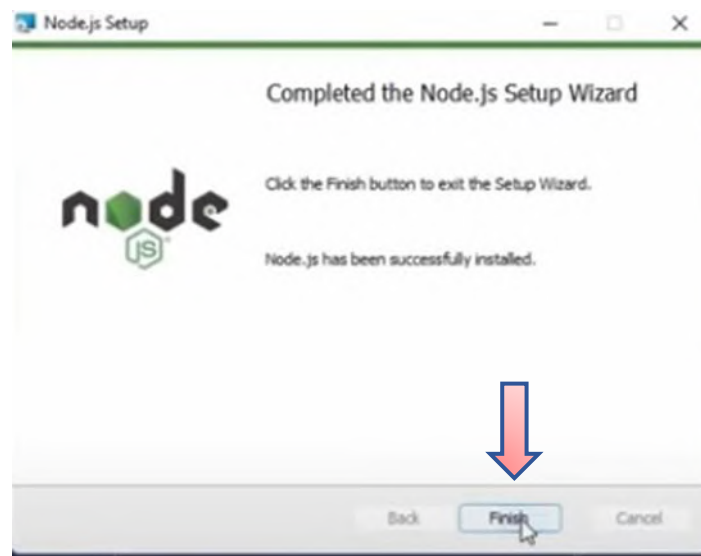 Node.js Setup
Completed the Node.js Setup Wizard
Click the Finish button to exit the Setup Wizard.
node
JS
Node.js has been successfully installed.
Back Finish Cancel